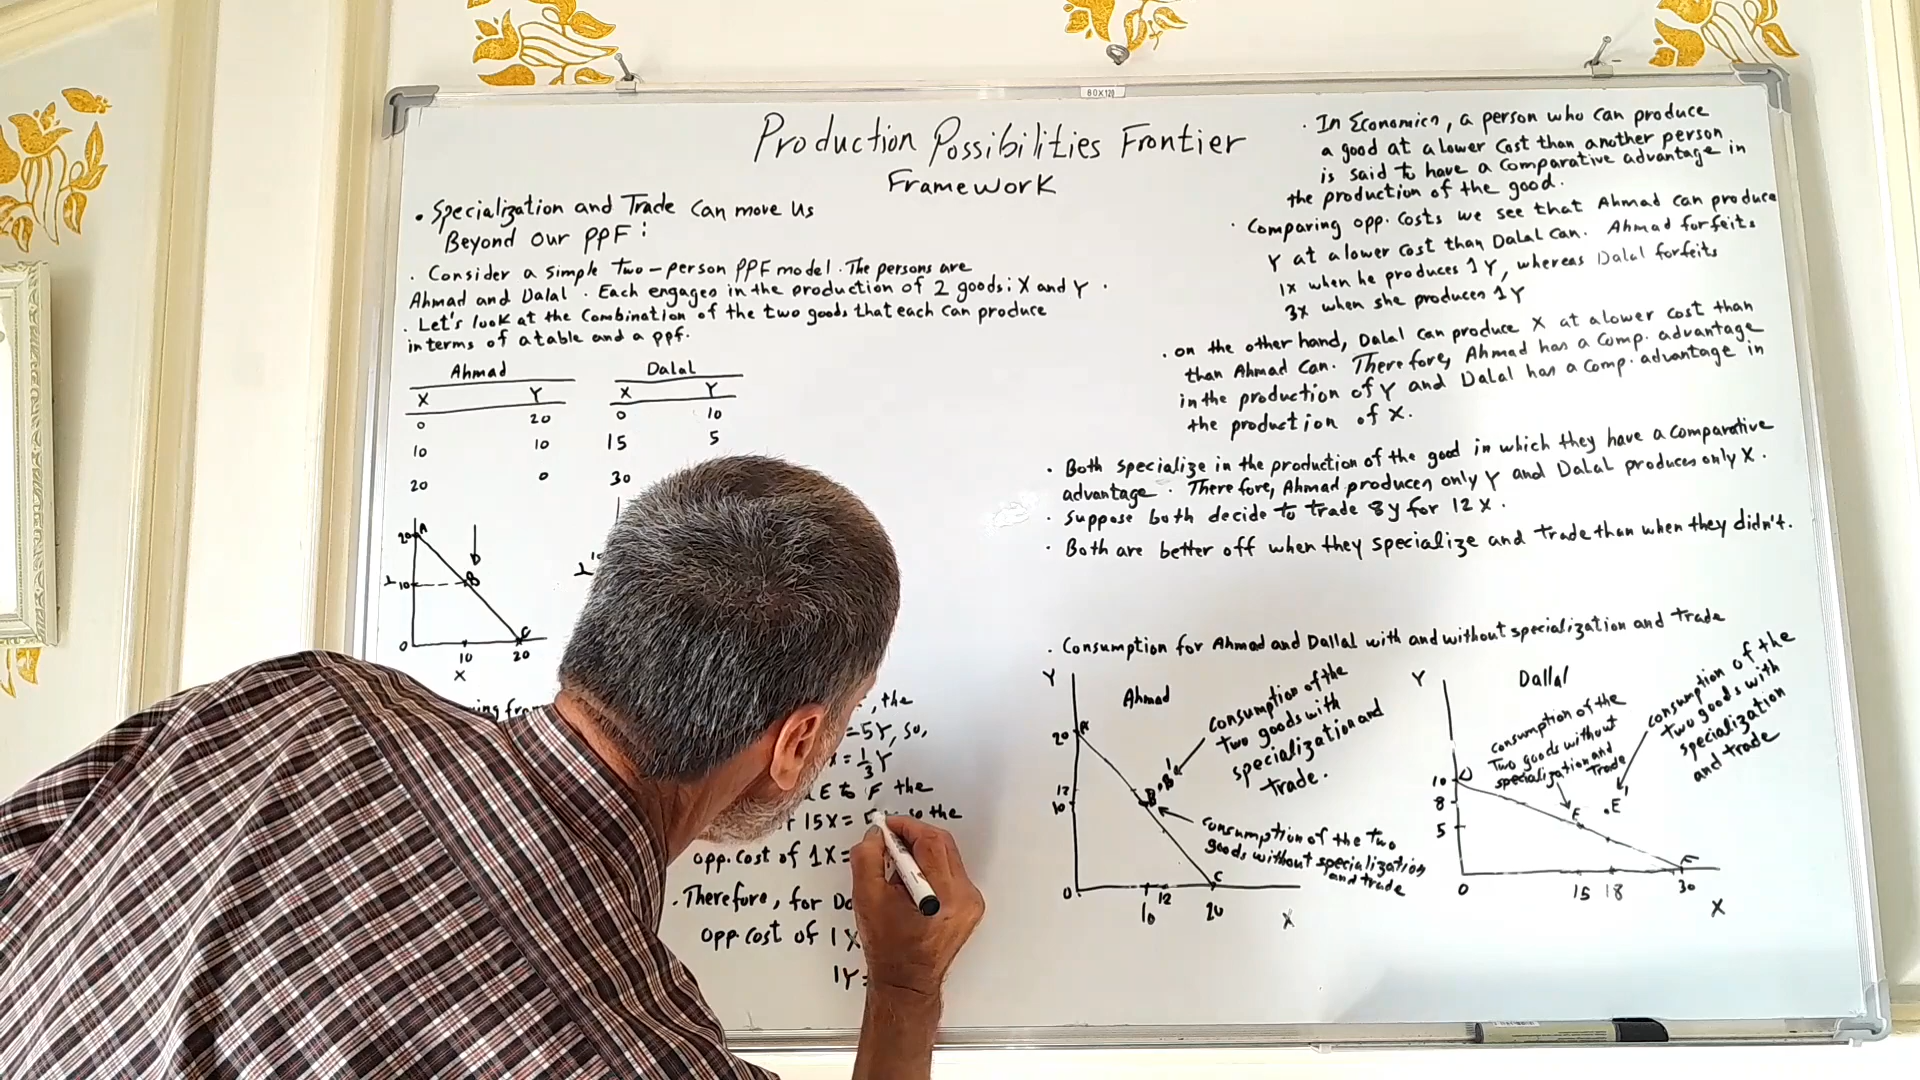 80X120
Production Possibilities Frontier
Framework
• Specialization and Trade can move us
Beyond our PPF :
. Consider a simple two-person PPF model. The persons are
Ahmad and Dalal. Each engages in the production of 2 goods: X and Y.
. Let's look at the combination of the two goods that each can produce
in terms of a table and a ppf.
Ahmad
X Y
0 20
10 10
20 0
Dalal
X Y
0 10
15 5
30
20 A
10 B
D
0 10 20 C
X
, the
=5Y, so,
= 1/3 Y
E to F the
15X= so the
opp. cost of 1X=
. Therefore, for
opp. cost of 1X
1Y=
. In Economics, a person who can produce
a good at a lower cost than another person
is said to have a comparative advantage in
the production of the good.
. Comparing opp. costs we see that Ahmad can produce
Y at a lower cost than Dalal can. Ahmad forfeits
1X when he produces 1Y, whereas Dalal forfeits
3X when she produces 1Y
. on the other hand, Dalal can produce X at a lower cost than
than Ahmad can. Therefore, Ahmad has a comp. advantage
in the production of Y and Dalal has a comp. advantage in
the production of X.
. Both specialize in the production of the good in which they have a comparative
advantage. Therefore, Ahmad produces only Y and Dalal produces only X.
. Suppose both decide to trade 8y for 12X.
. Both are better off when they specialize and trade than when they didn't.
. Consumption for Ahmad and Dallal with and without specialization and trade
Y
Ahmad
20 A
12
10
B B'
C
0 10 12 20
X
consumption of the
two goods with
specialization and
trade.
consumption of the two
goods without specialization
and trade
Y
Dallal
10 D
8
5
E E'
F
0 15 18 30
X
consumption of the
two goods without
specialization and
trade
consumption of the
two goods with
specialization
and trade